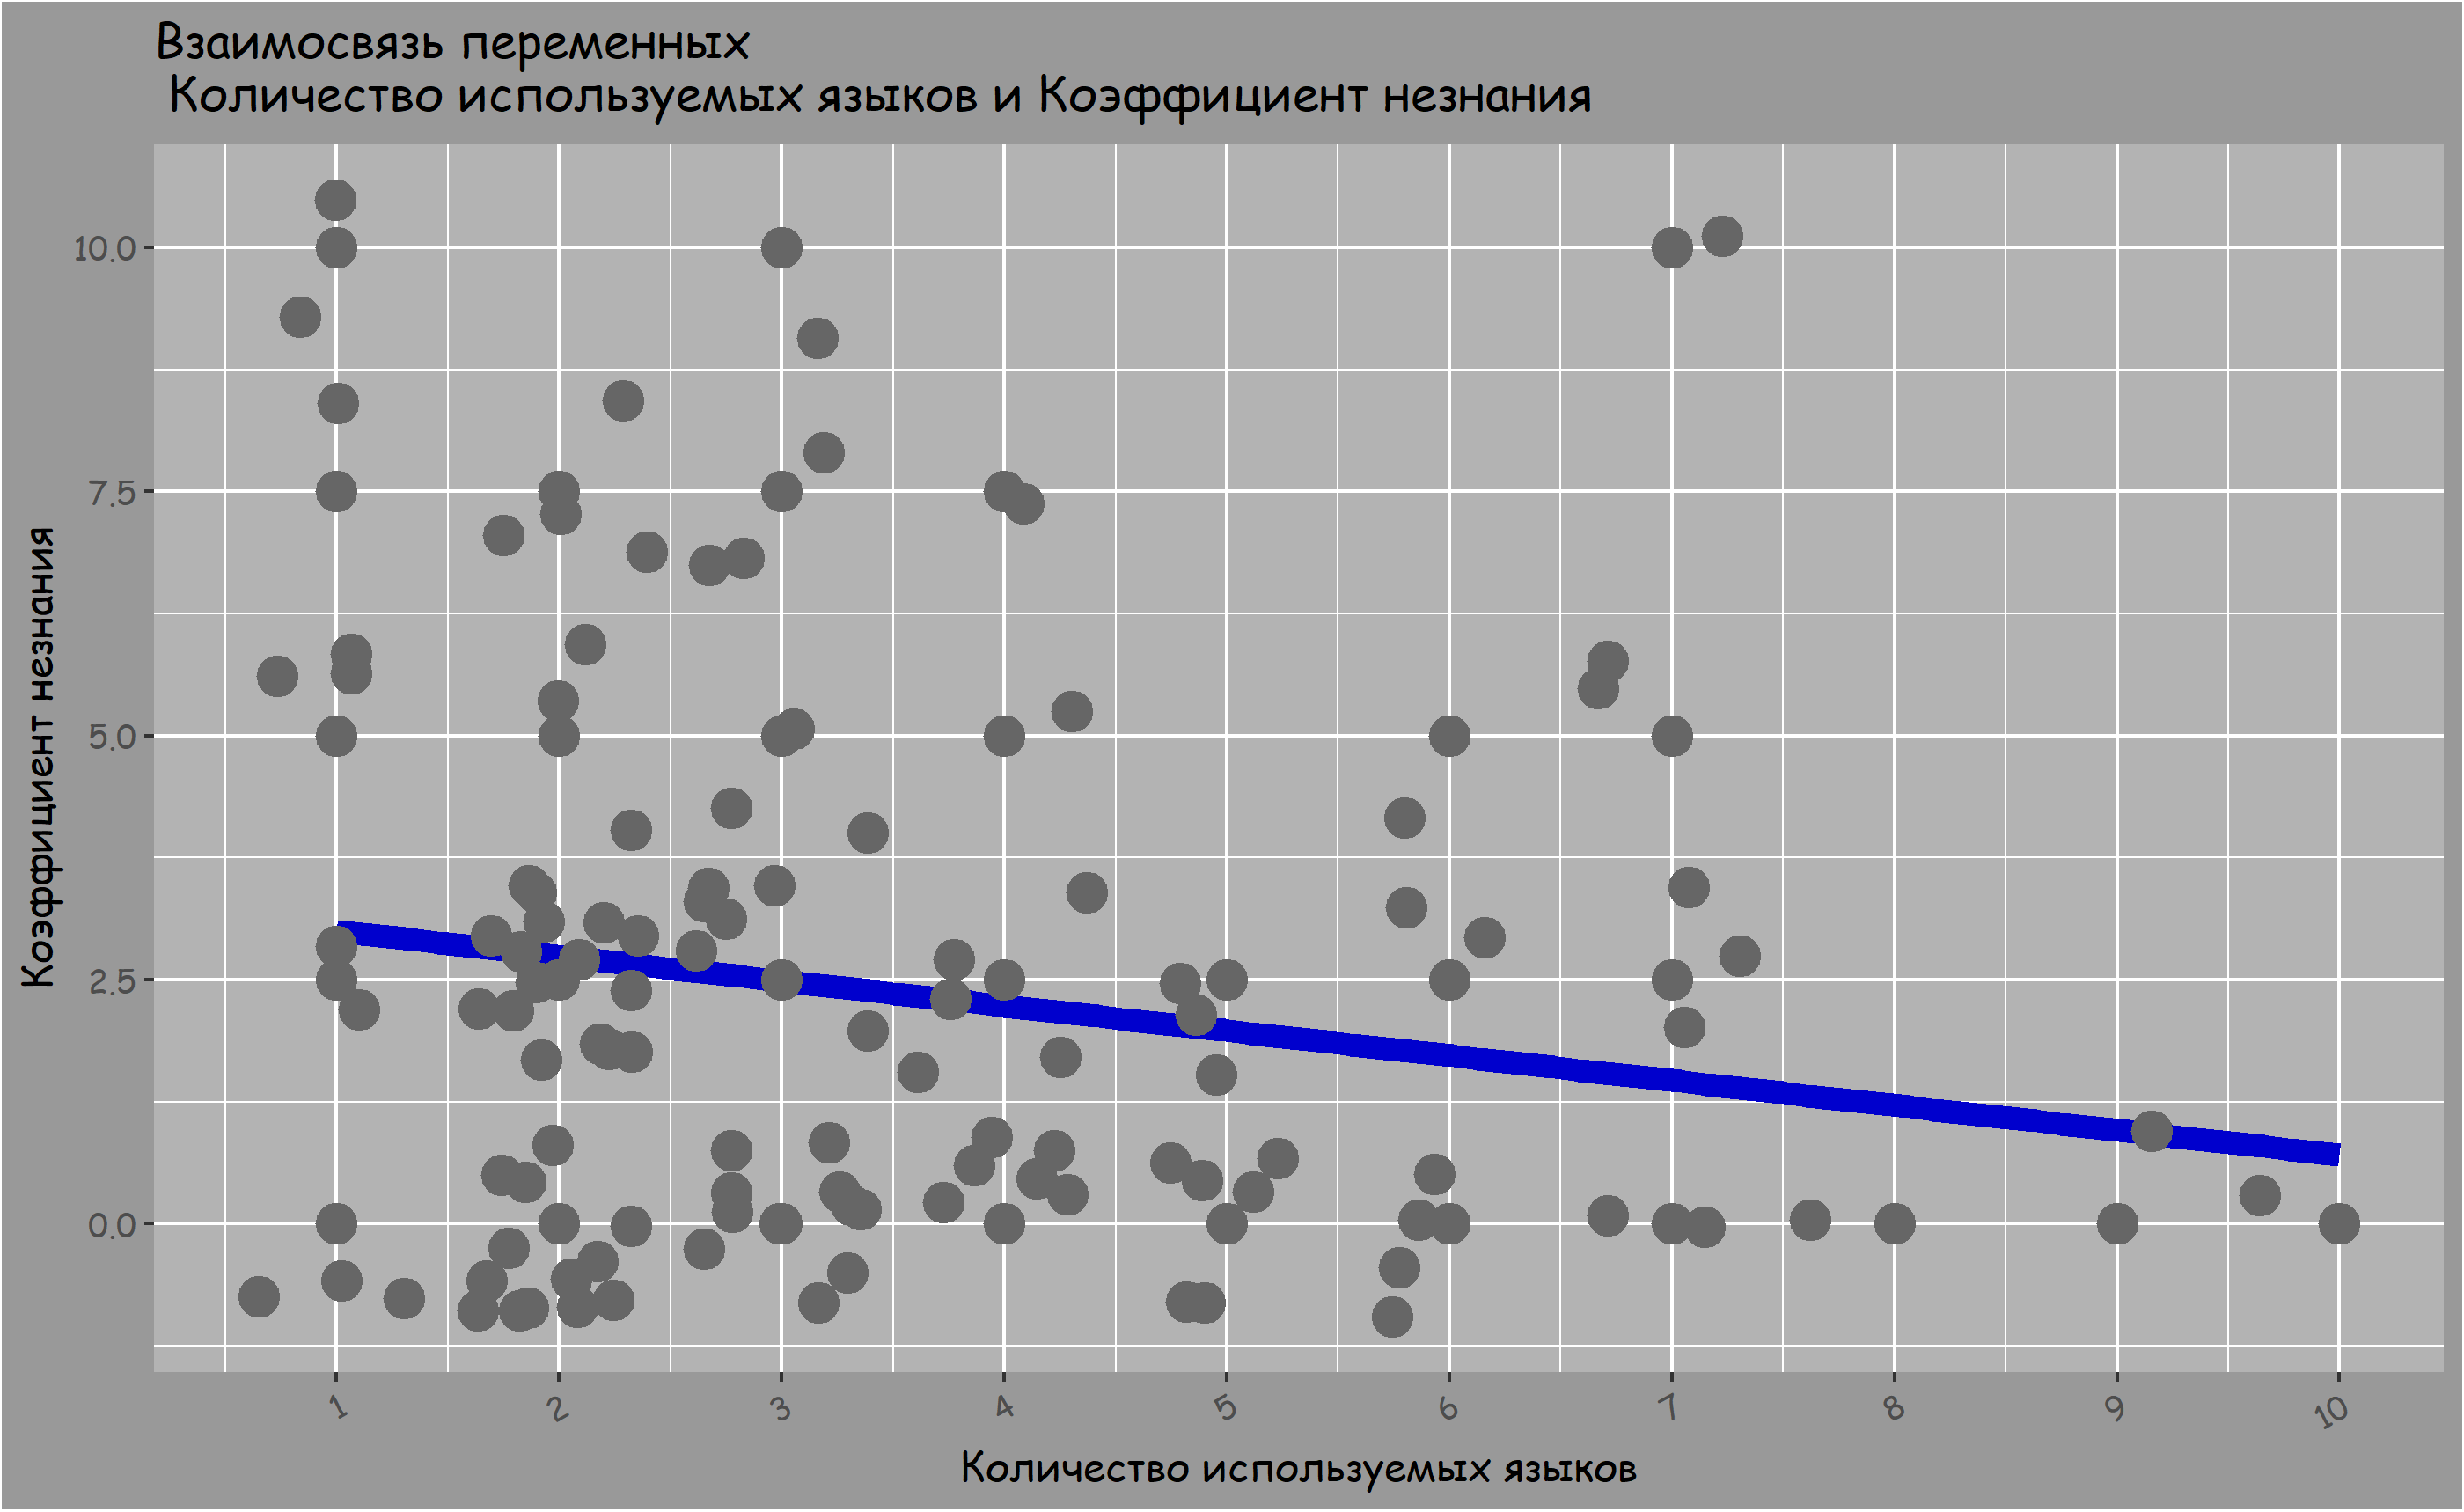 Взаимосвязь переменных
Количество используемых языков и Коэффициент незнания
Коэффициент незнания
10.0
7.5
5.0
2.5
0.0
1 2 3 4 5 6 7 8 9 10
Количество используемых языков